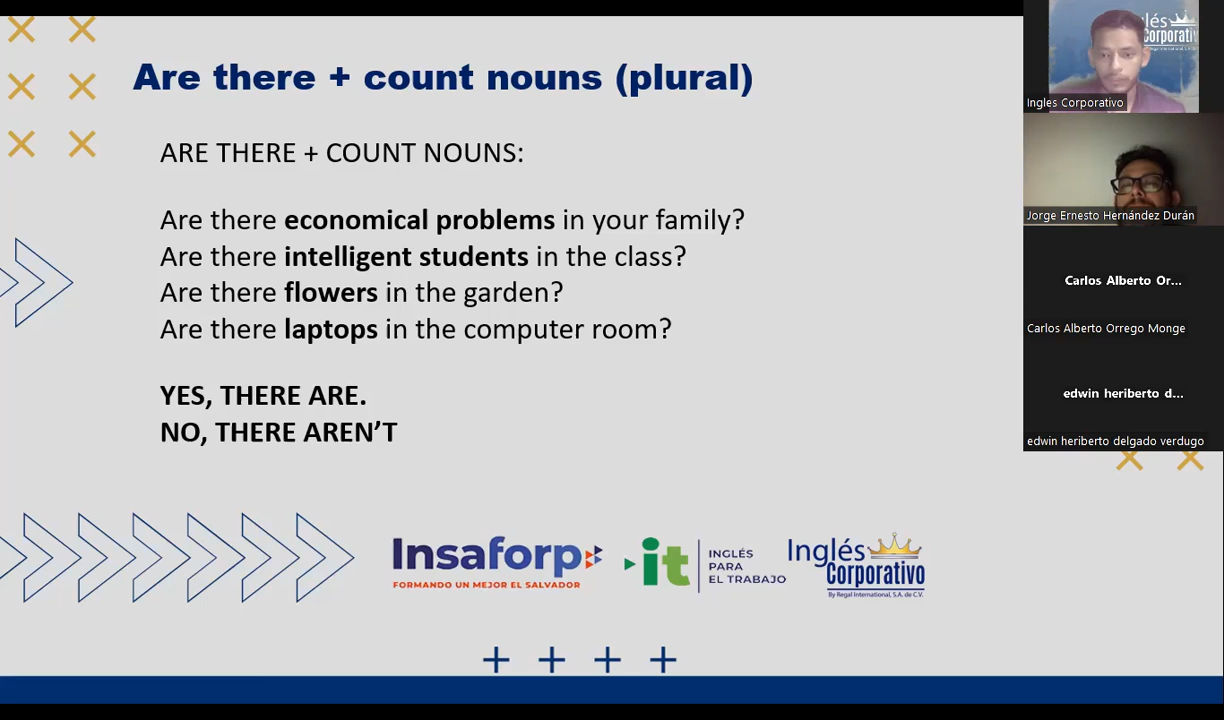 Are there + count nouns (plural)
ARE THERE + COUNT NOUNS:
Are there economical problems in your family?
Are there intelligent students in the class?
Are there flowers in the garden?
Are there laptops in the computer room?
YES, THERE ARE.
NO, THERE AREN’T
Insaforp
FORMANDO UN MEJOR EL SALVADOR
it
INGLÉS
PARA
EL TRABAJO
Inglés
Corporativo
By Regal International, S.A. de C.V.
Ingles Corporativo
Jorge Ernesto Hernández Durán
Carlos Alberto Or...
Carlos Alberto Orrego Monge
edwin heriberto d...
edwin heriberto delgado verdugo